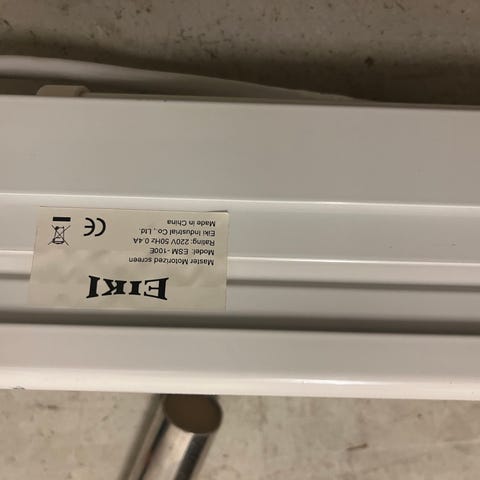 EIKI
Master Motorized screen
Model: ESM -100E
Rating: 220V 50Hz 0.4A
Eiki Industrial Co., Ltd.
Made in China
CE